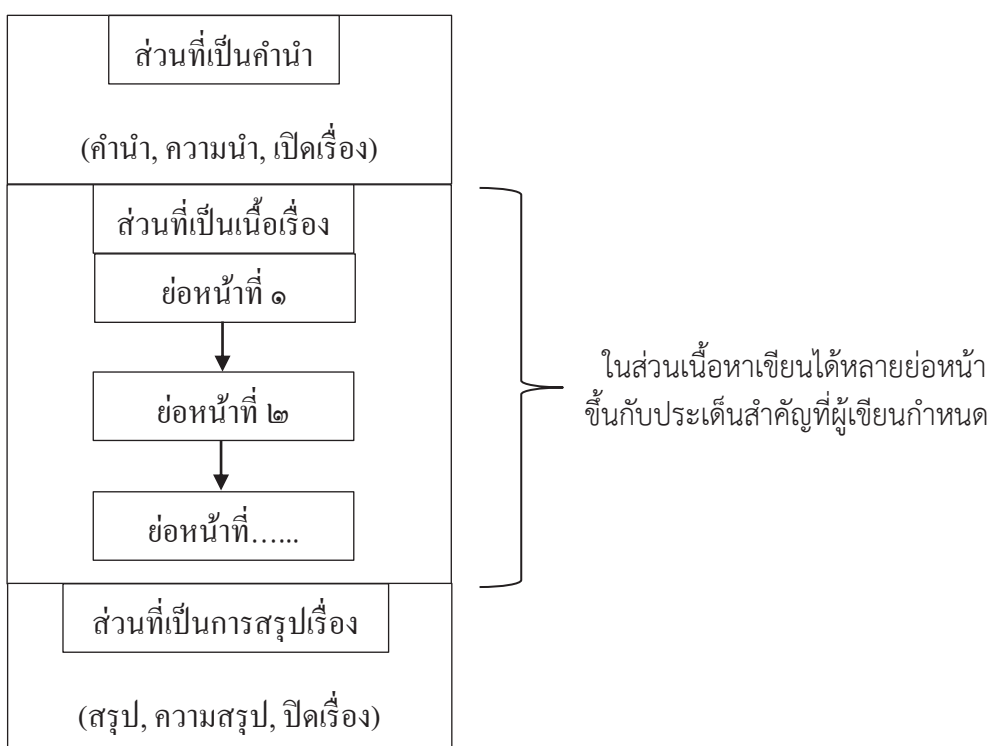 ส่วนที่เป็นคำนำ
(คำนำ, ความนำ, เปิดเรื่อง)
ส่วนที่เป็นเนื้อเรื่อง
ย่อหน้าที่ ๑
ย่อหน้าที่ ๒
ย่อหน้าที่......
ในส่วนเนื้อหาเขียนได้หลายย่อหน้า
ขึ้นกับประเด็นสำคัญที่ผู้เขียนกำหนด
ส่วนที่เป็นการสรุปเรื่อง
(สรุป, ความสรุป, ปิดเรื่อง)